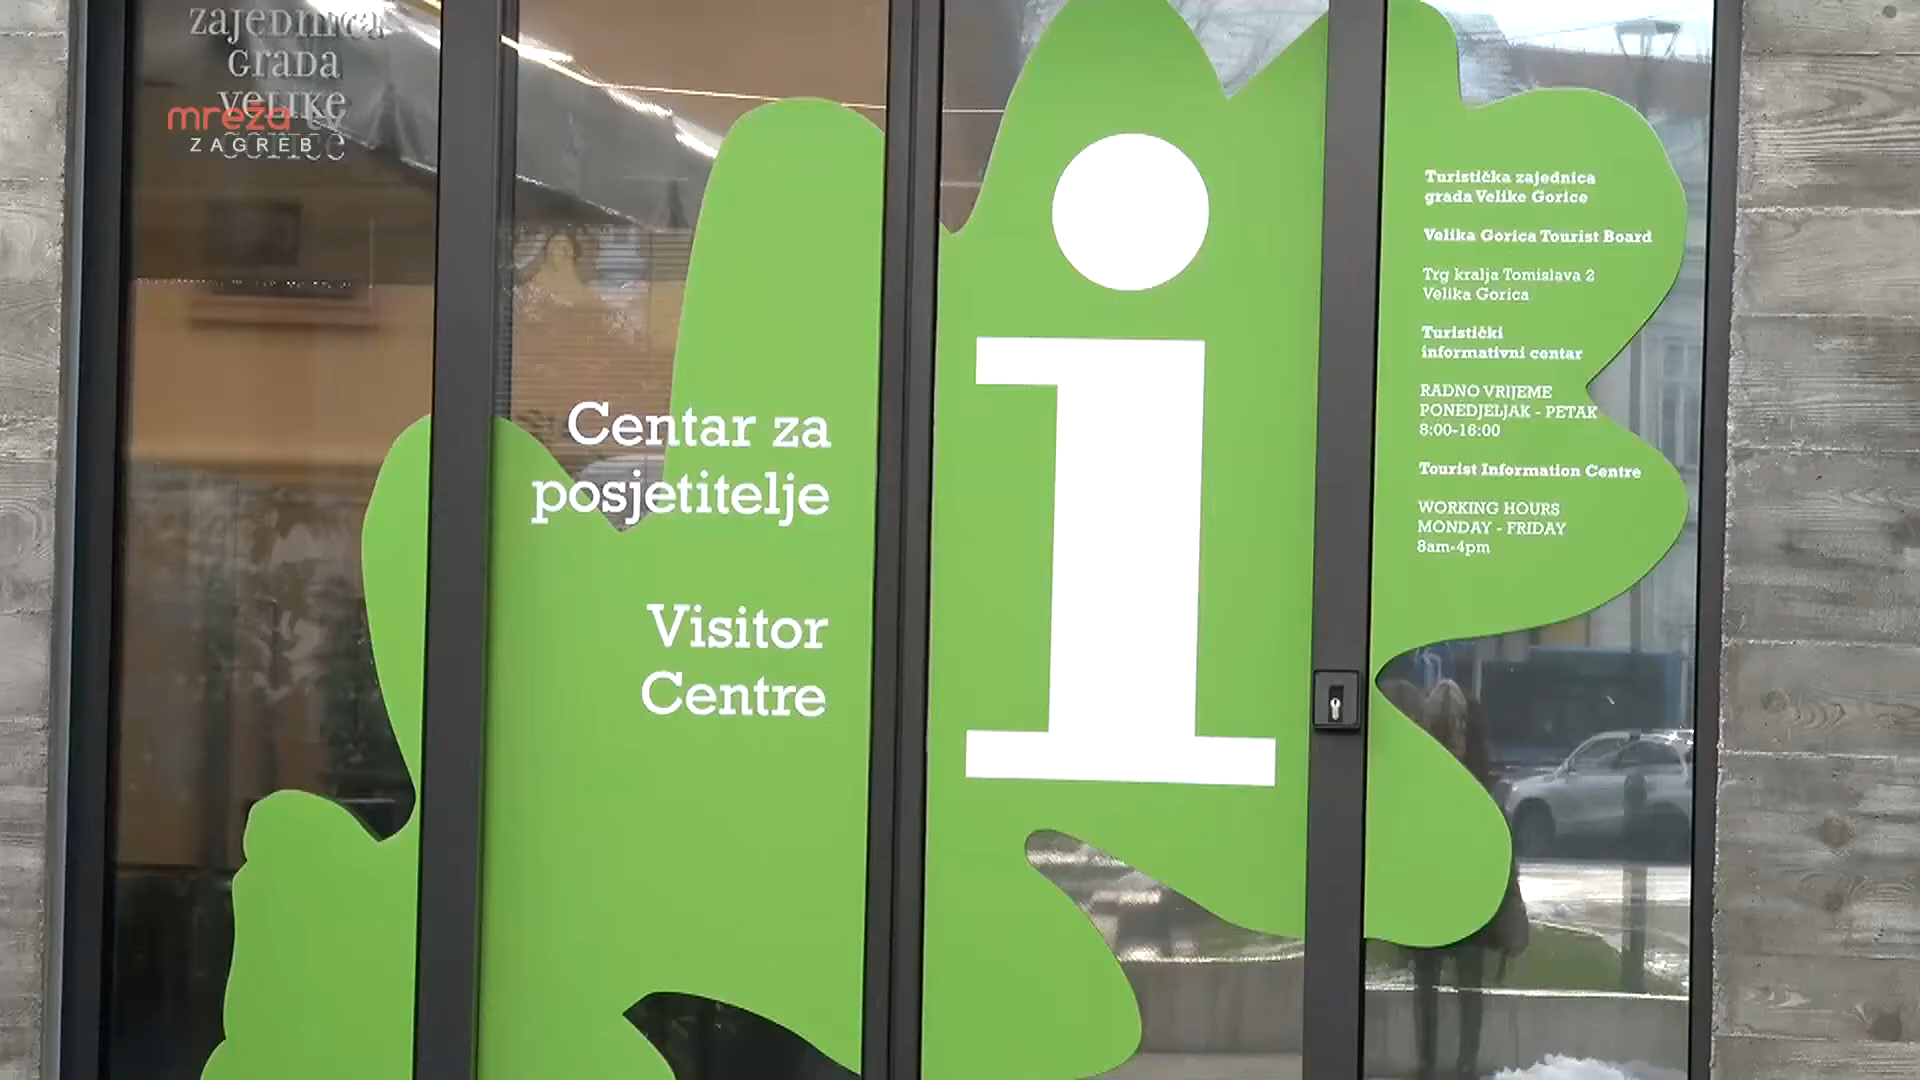 zajednica
grada
velike
gorice
mreža
ZAGREB
Centar za
posjetitelje
Visitor
Centre
i
Turistička zajednica
grada Velike Gorice
Velika Gorica Tourist Board
Trg kralja Tomislava 2
Velika Gorica
Turistički
informativni centar
RADNO VRIJEME
PONEDJELJAK - PETAK
8:00-16:00
Tourist Information Centre
WORKING HOURS
MONDAY - FRIDAY
8am-4pm